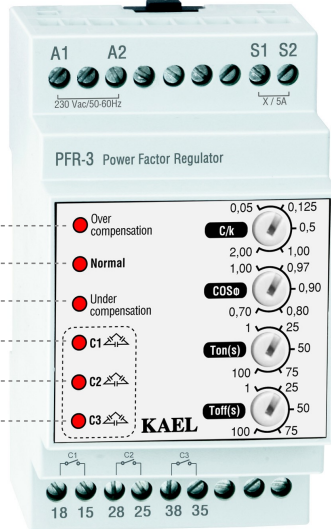 A1 A2 S1 S2
230 Vac/50-60Hz X / 5A
PFR-3 Power Factor Regulator
Over
compensation
Normal
Under
compensation
C1
C2
C3
KAEL
0,05 0,125
C/k 0,5
2,00 1,00
1,00 0,97
COSφ 0,90
0,70 0,80
1 25
Ton(s) 50
100 75
1 25
Toff(s) 50
100 75
C1 C2 C3
18 15 28 25 38 35